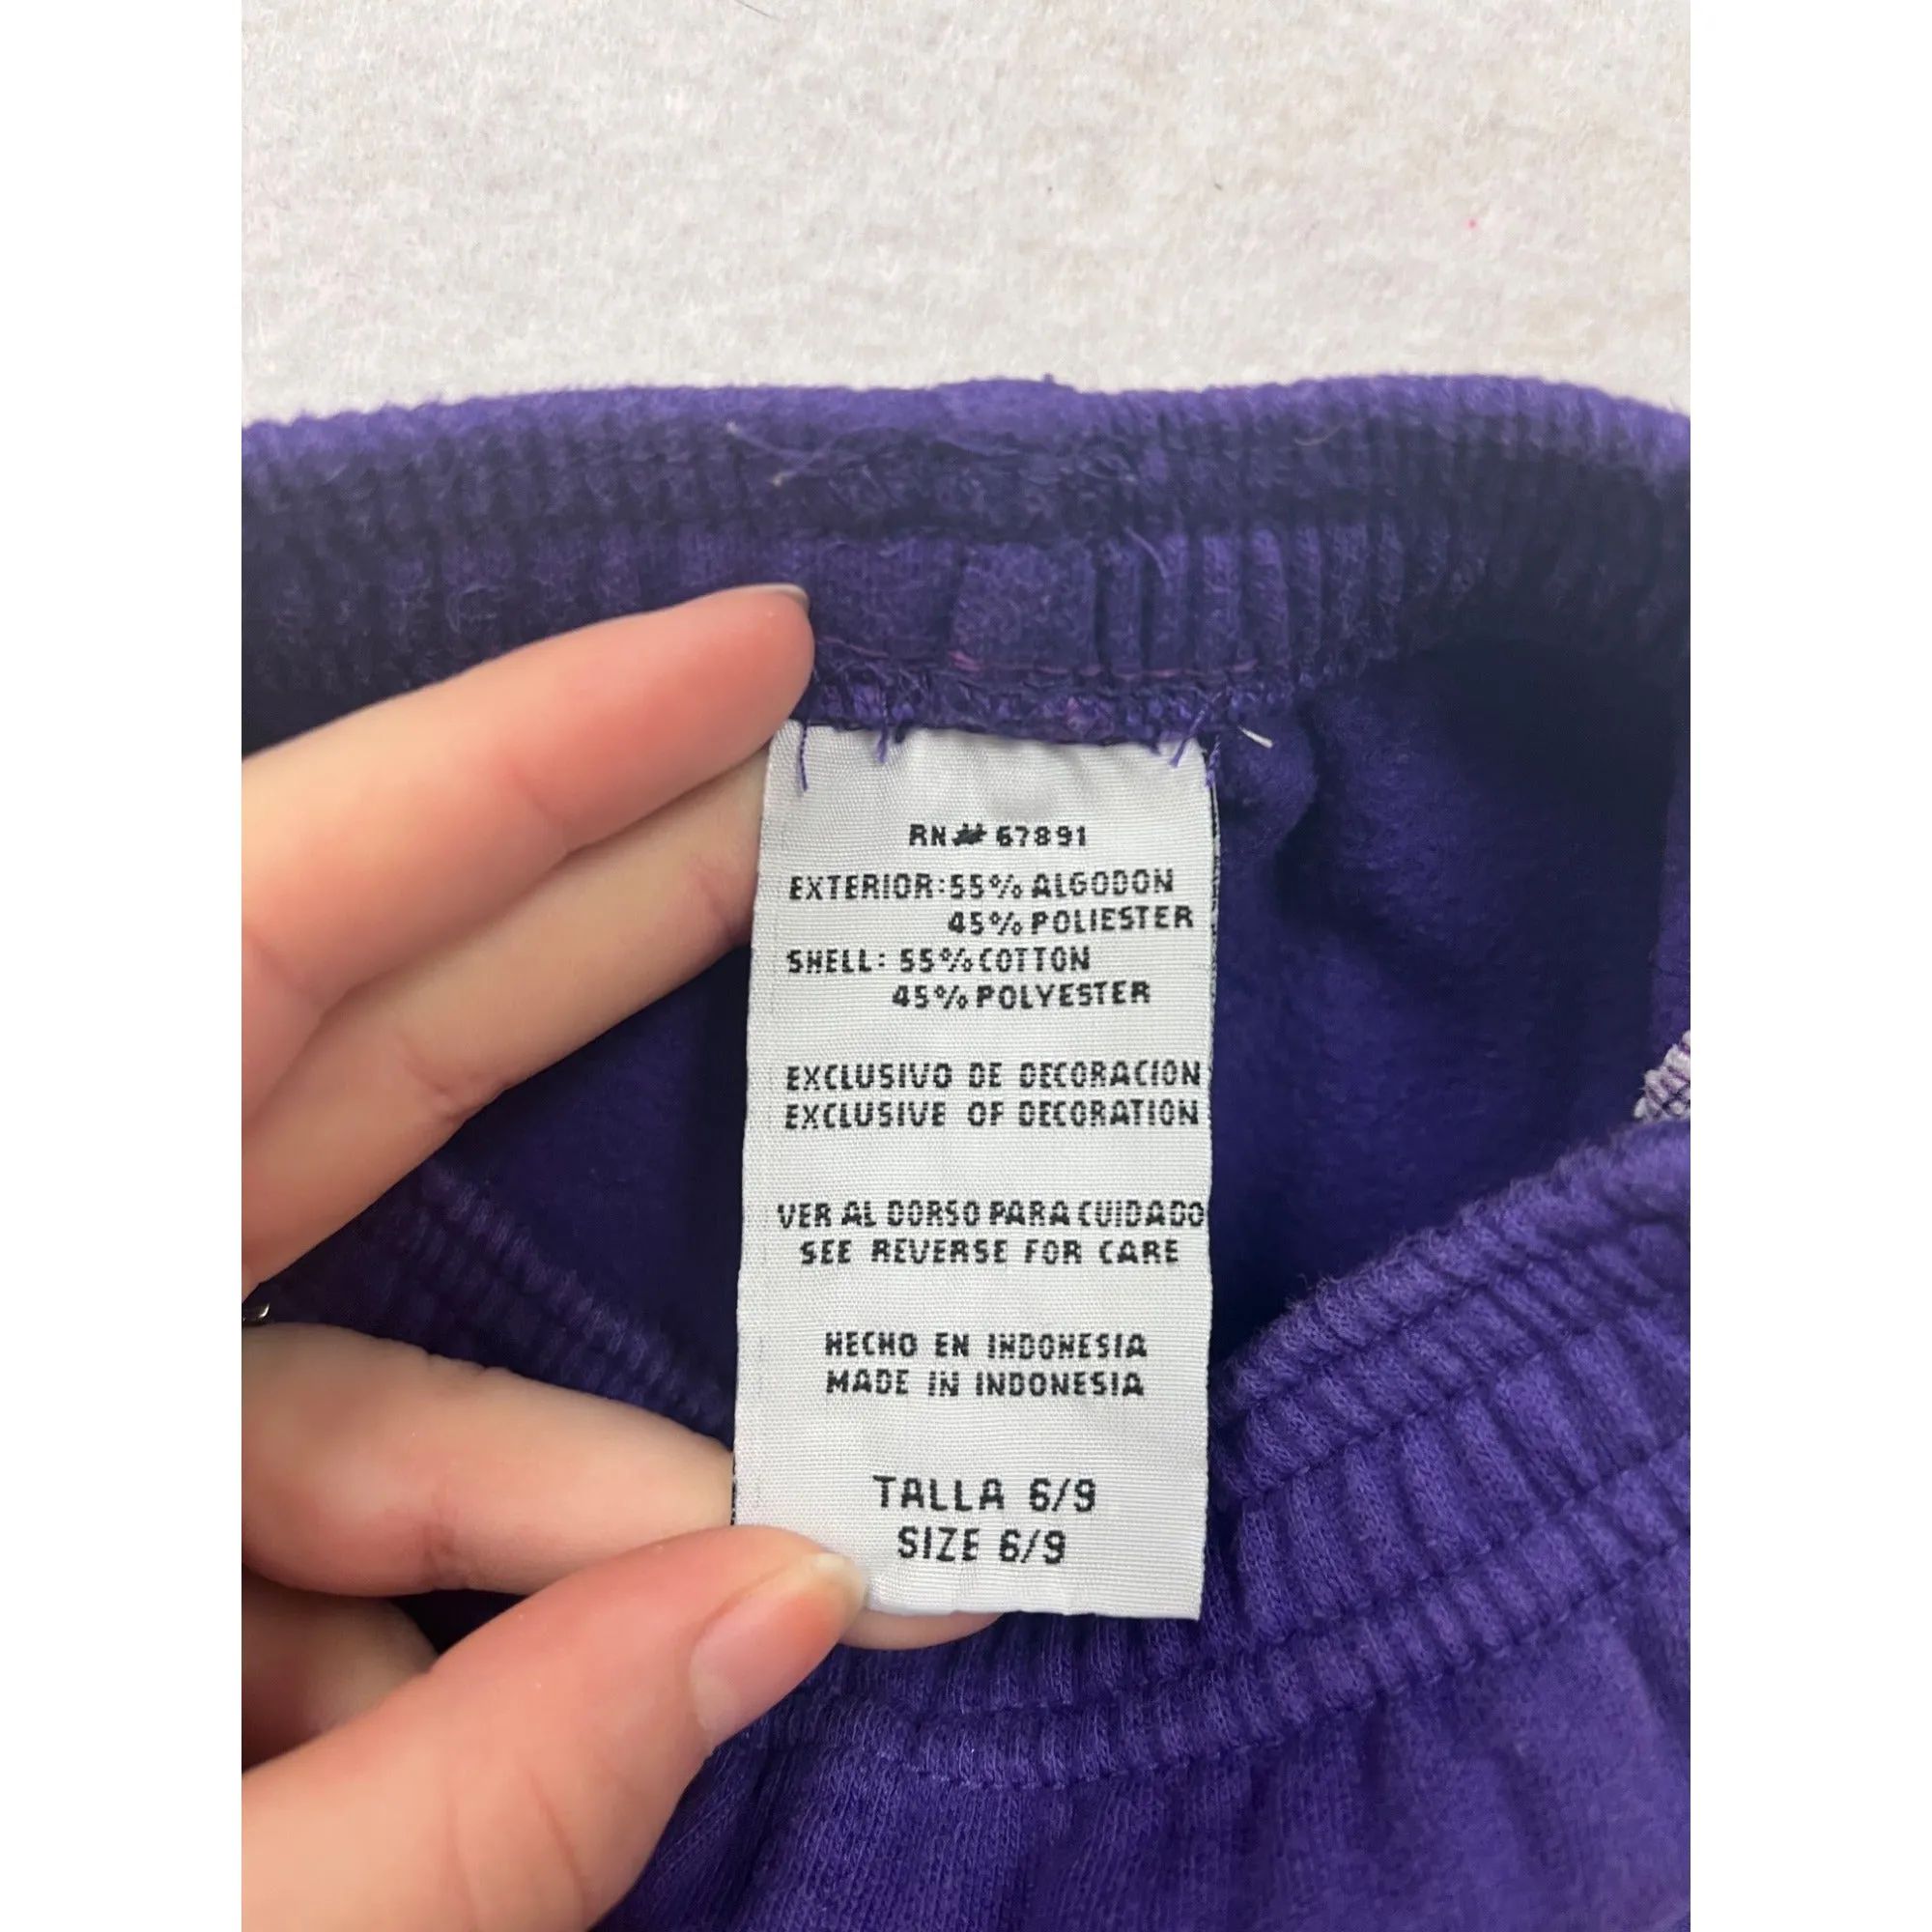 RN# 67891
EXTERIOR: 55% ALGODON
45% POLIESTER
SHELL: 55% COTTON
45% POLYESTER
EXCLUSIVO DE DECORACION
EXCLUSIVE OF DECORATION
VER AL DORSO PARA CUIDADO
SEE REVERSE FOR CARE
HECHO EN INDONESIA
MADE IN INDONESIA
TALLA 6/9
SIZE 6/9